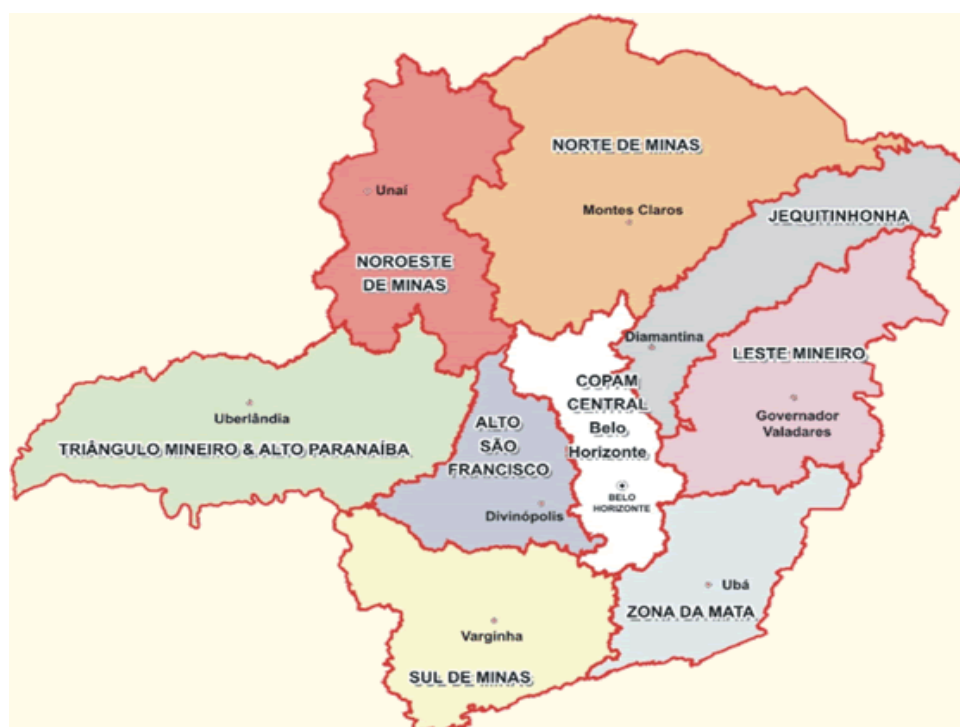 NORTE DE MINAS
Unaí
Montes Claros
JEQUITINHONHA
NOROESTE
DE MINAS
Diamantina
LESTE MINEIRO
COPAM
CENTRAL
Belo
Horizonte
Uberlândia
Governador
Valadares
TRIÂNGULO MINEIRO & ALTO PARANAÍBA
ALTO
SÃO
FRANCISCO
BELO
HORIZONTE
Divinópolis
Ubá
ZONA DA MATA
Varginha
SUL DE MINAS